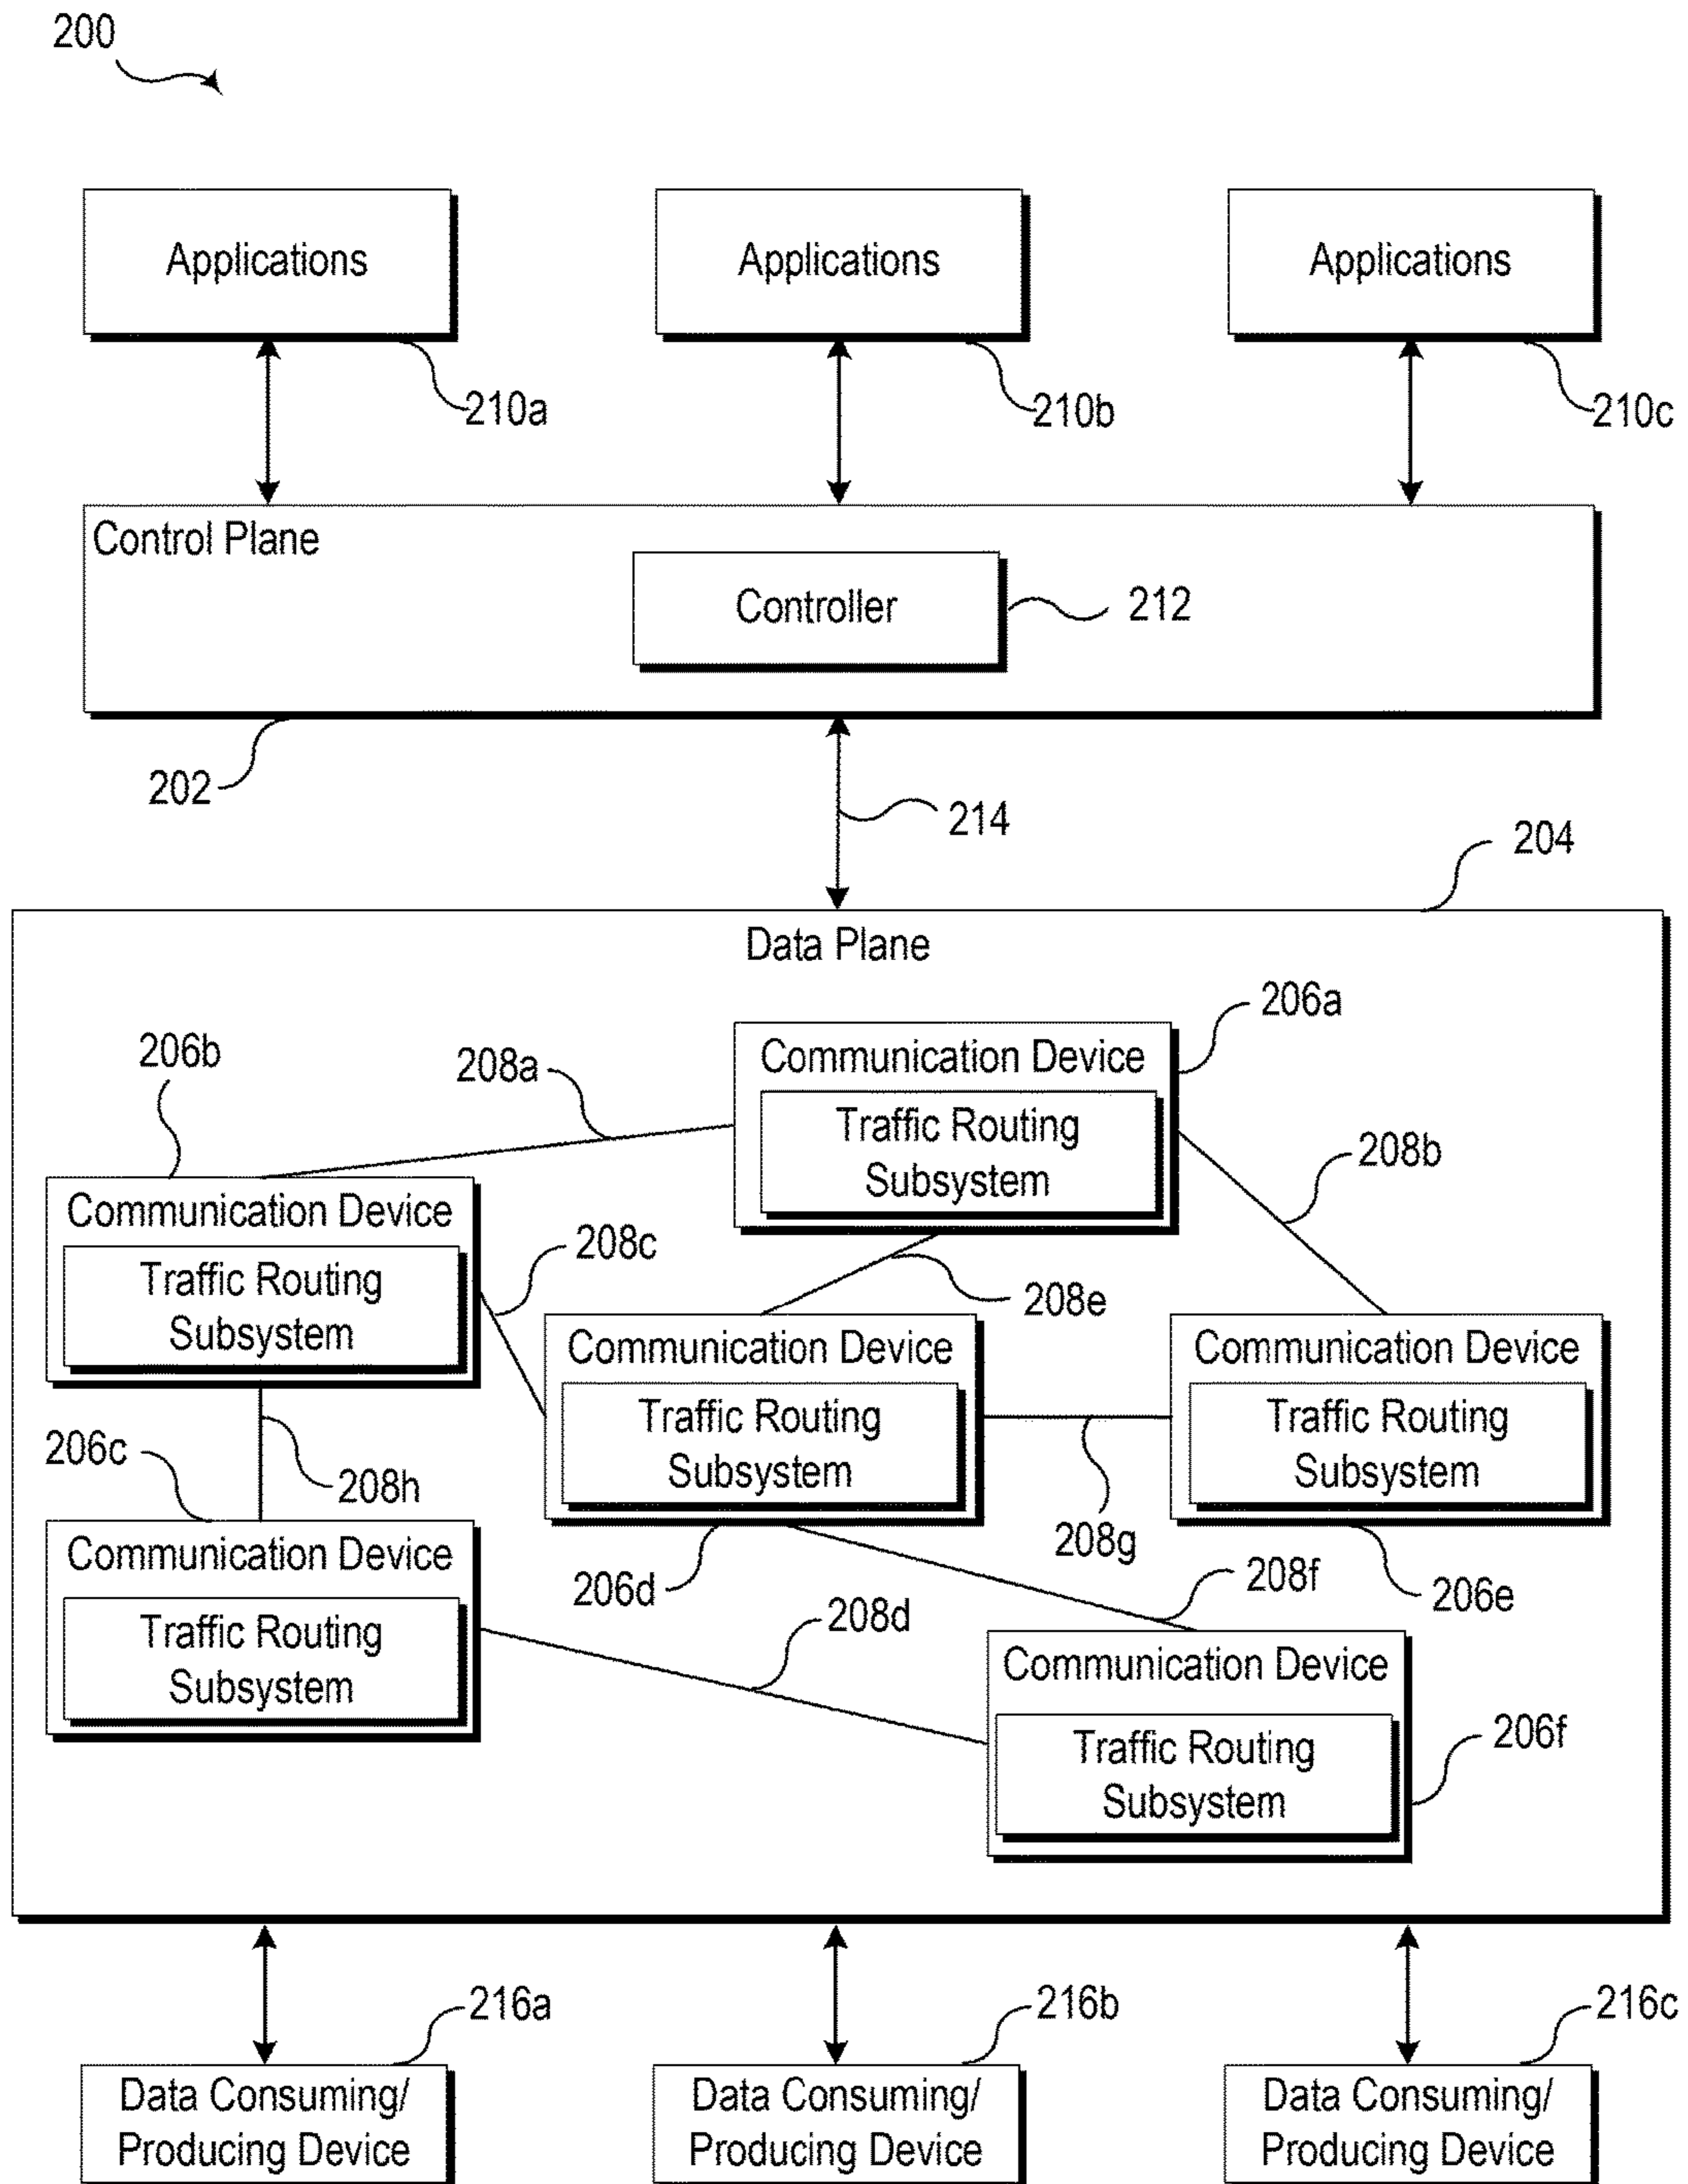 200
Applications
Applications
Applications
210a
210b
210c
Control Plane
Controller
212
202
214
204
Data Plane
206a
206b
208a
Communication Device
Traffic Routing
Subsystem
208b
Communication Device
Traffic Routing
Subsystem
208c
208e
Communication Device
Traffic Routing
Subsystem
Communication Device
Traffic Routing
Subsystem
206c
208h
208g
Communication Device
Traffic Routing
Subsystem
206d
208f
206e
208d
Communication Device
Traffic Routing
Subsystem
206f
216a
216b
216c
Data Consuming/
Producing Device
Data Consuming/
Producing Device
Data Consuming/
Producing Device